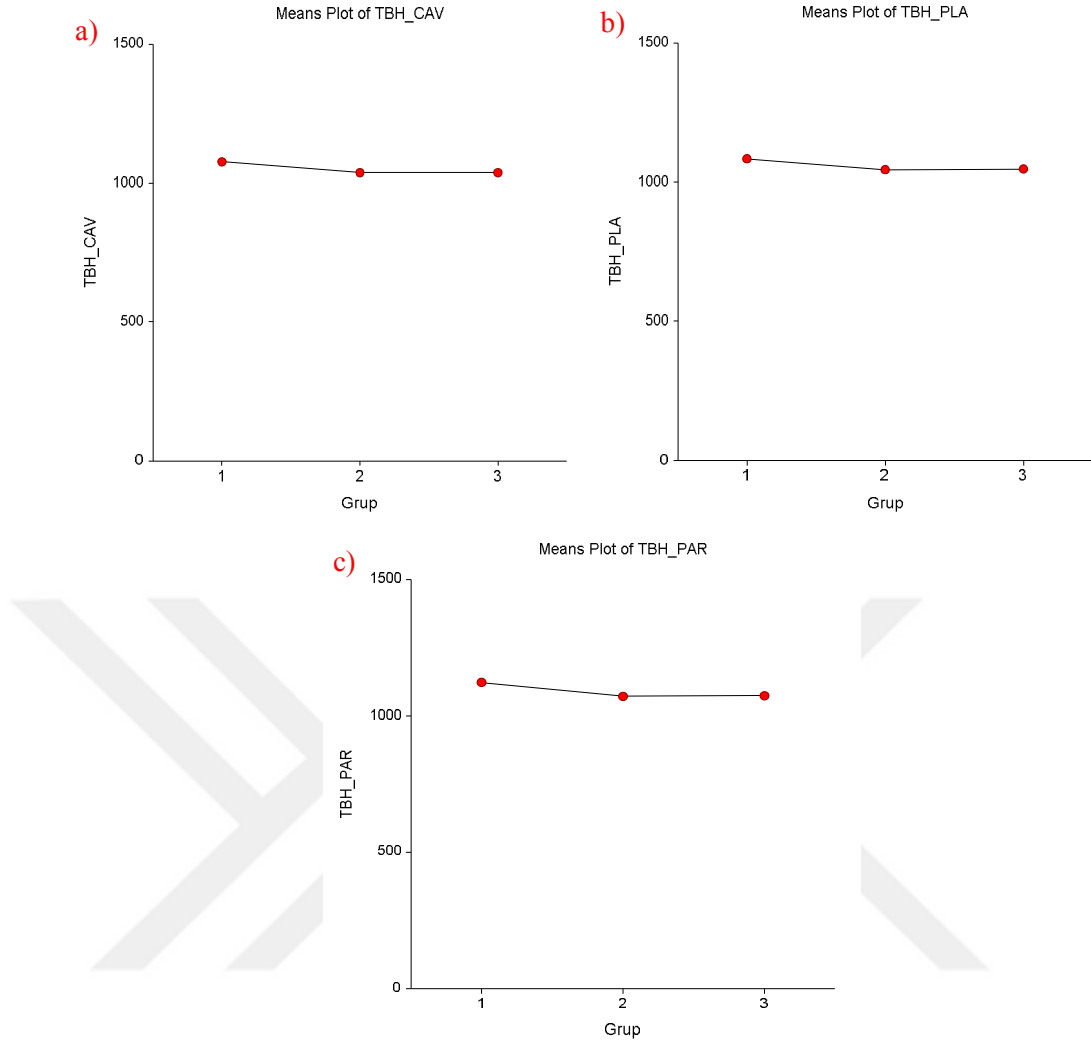 a)
Means Plot of TBH_CAV
1500
1000
500
0
TBH_CAV
1 2 3
Grup
b)
Means Plot of TBH_PLA
1500
1000
500
0
TBH_PLA
1 2 3
Grup
c)
Means Plot of TBH_PAR
1500
1000
500
0
TBH_PAR
1 2 3
Grup